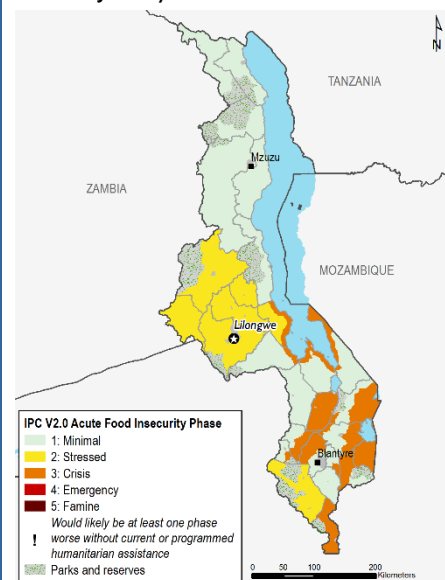 N
TANZANIA
Mzuzu
ZAMBIA
MOZAMBIQUE
Lilongwe
Blantyre
IPC V2.0 Acute Food Insecurity Phase
1: Minimal
2: Stressed
3: Crisis
4: Emergency
5: Famine
Would likely be at least one phase
! worse without current or programmed
humanitarian assistance
Parks and reserves
0 50 100 200
Kilometers